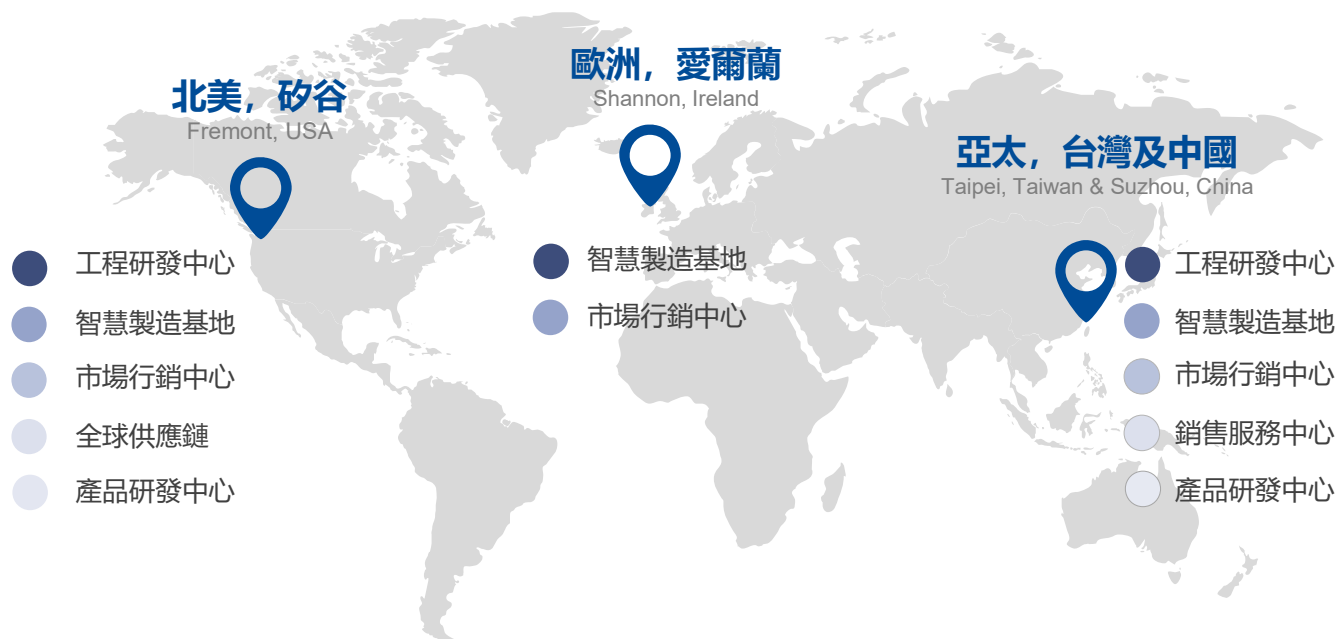 北美，矽谷
Fremont, USA
工程研發中心
智慧製造基地
市場行銷中心
全球供應鏈
產品研發中心
歐洲，愛爾蘭
Shannon, Ireland
智慧製造基地
市場行銷中心
亞太，台灣及中國
Taipei, Taiwan & Suzhou, China
工程研發中心
智慧製造基地
市場行銷中心
銷售服務中心
產品研發中心